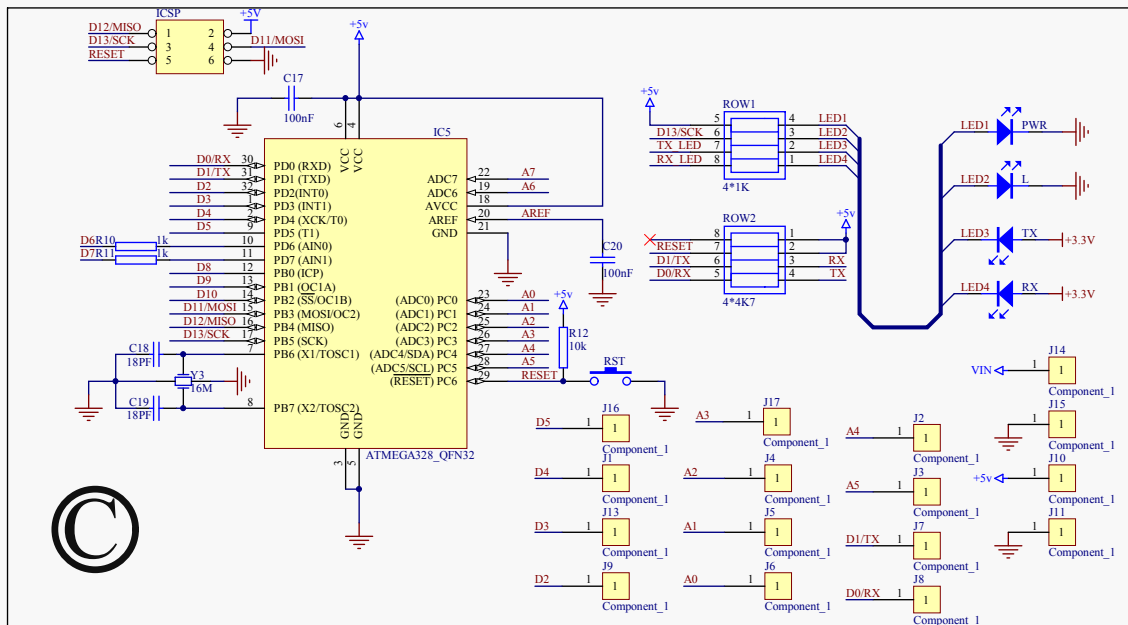 ICSP
+5V
D12/MISO 1 2
D13/SCK 3 4 D11/MOSI
RESET 5 6
+5v
C17
100nF
6 4
IC5
VCC VCC
D0/RX 30 PD0 (RXD)
D1/TX 31 PD1 (TXD)
D2 32 PD2(INT0)
D3 1 PD3 (INT1)
D4 2 PD4 (XCK/T0)
D5 9 PD5 (T1)
D6 R10 1k 10 PD6 (AIN0)
D7 R11 1k 11 PD7 (AIN1)
D8 12 PB0 (ICP)
D9 13 PB1 (OC1A)
D10 14 PB2 (SS/OC1B)
D11/MOSI 15 PB3 (MOSI/OC2)
D12/MISO 16 PB4 (MISO)
D13/SCK 17 PB5 (SCK)
7 PB6 (X1/TOSC1)
8 PB7 (X2/TOSC2)
C18
18PF
Y3
16M
C19
18PF
ADC7 22 A7
ADC6 19 A6
AVCC 18
AREF 20 AREF
GND 21
C20
100nF
(ADC0) PC0 23 A0
(ADC1) PC1 24 A1
(ADC2) PC2 25 A2
(ADC3) PC3 26 A3
(ADC4/SDA) PC4 27 A4
(ADC5/SCL) PC5 28 A5
(RESET) PC6 29 RESET
GND GND
3 5
ATMEGA328_QFN32
+5v
R12
10k
RST
+5v
ROW1
5 4 LED1
D13/SCK 6 3 LED2
TX_LED 7 2 LED3
RX_LED 8 1 LED4
4*1K
ROW2
+5v
8 1
RESET 7 2
D1/TX 6 3 RX
D0/RX 5 4 TX
4*4K7
LED1 PWR
LED2 L
LED3 TX +3.3V
LED4 RX +3.3V
J16
D5 1 1
Component_1
J1
D4 1 1
Component_1
J13
D3 1 1
Component_1
J9
D2 1 1
Component_1
J17
A3 1 1
Component_1
J4
A2 1 1
Component_1
J5
A1 1 1
Component_1
J6
A0 1 1
Component_1
J2
A4 1 1
Component_1
J3
A5 1 1
Component_1
J7
D1/TX 1 1
Component_1
J8
D0/RX 1 1
Component_1
J14
VIN 1 1
Component_1
J15
1 1
Component_1
J10
+5v 1 1
Component_1
J11
1 1
Component_1
©